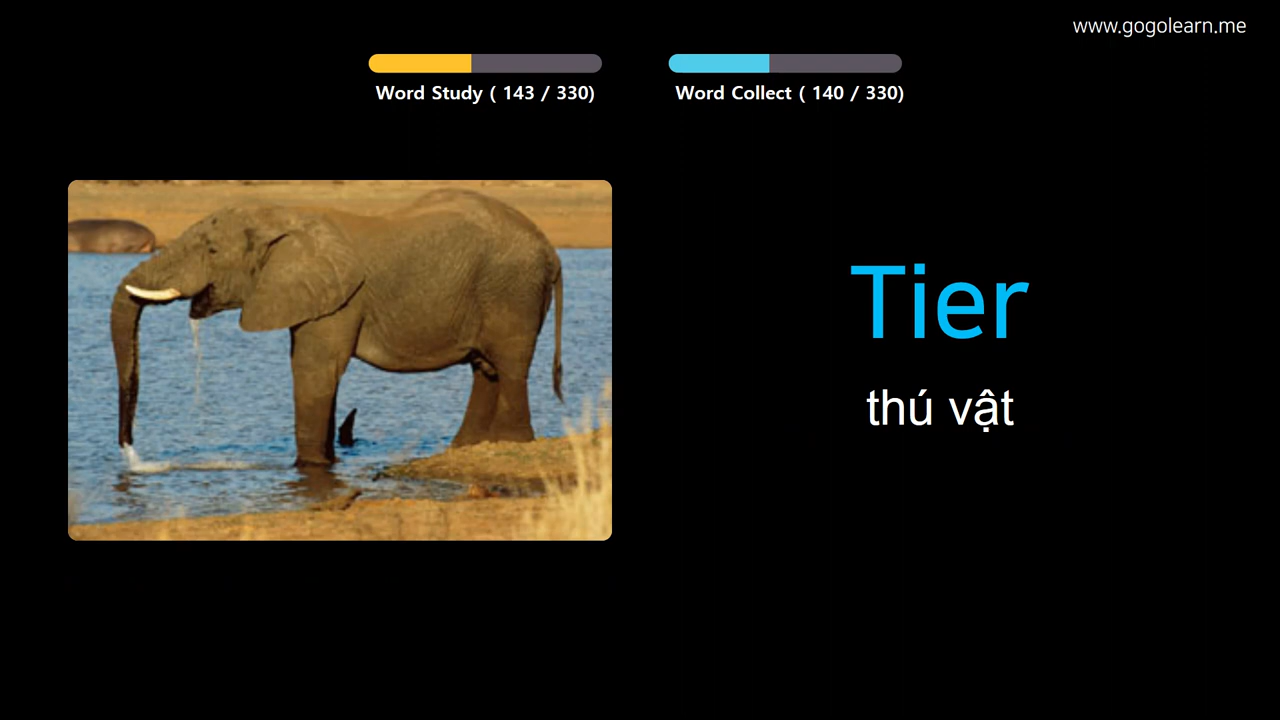 www.gogolearn.me
Word Study ( 143 / 330)
Word Collect ( 140 / 330)
Tier
thú vật